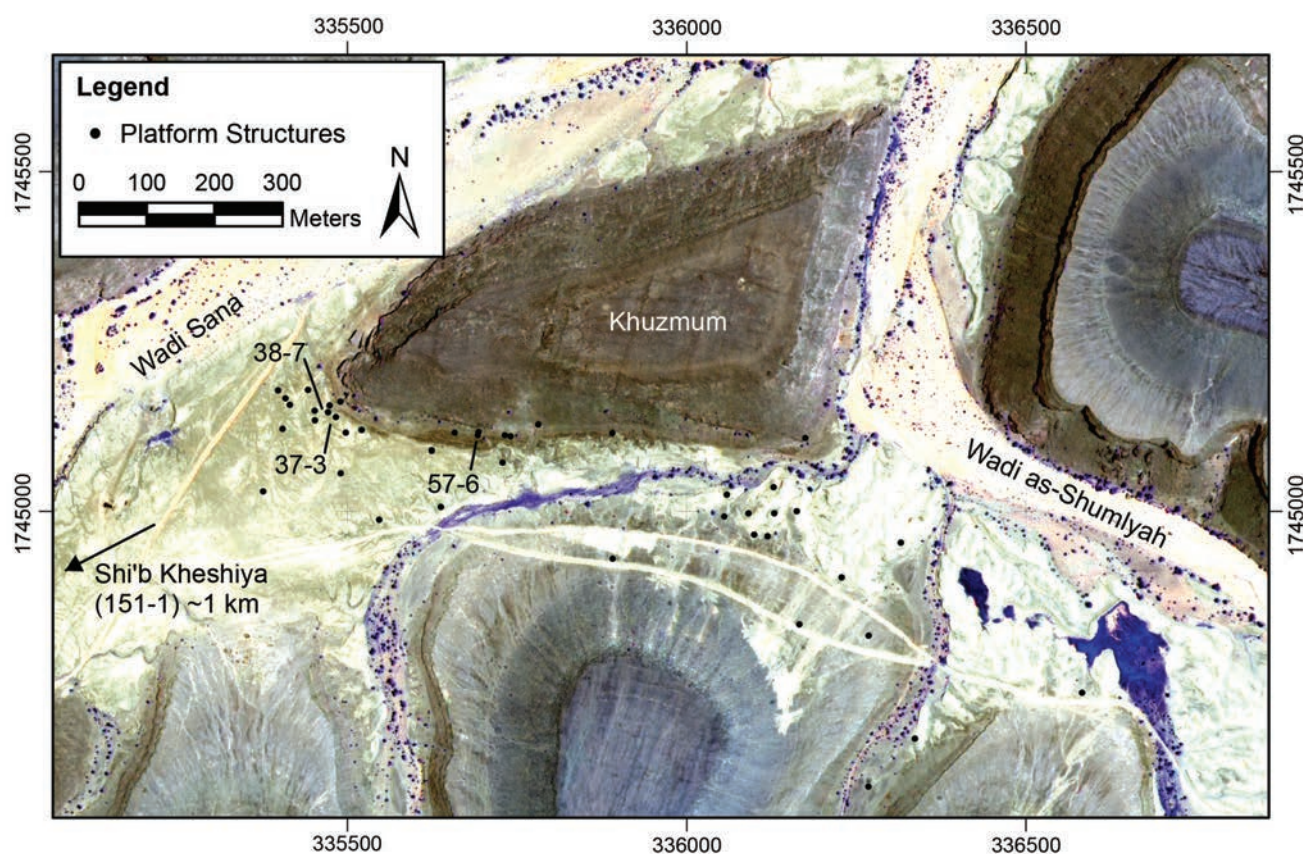 335500
336000
336500
Legend
Platform Structures
N
0 100 200 300
Meters
1745500
1745500
Khuzmum
Wadi Sana
38-7
37-3
57-6
Wadi as-Shumlyah
1745000
1745000
Shi'b Kheshiya
(151-1) ~1 km
335500
336000
336500